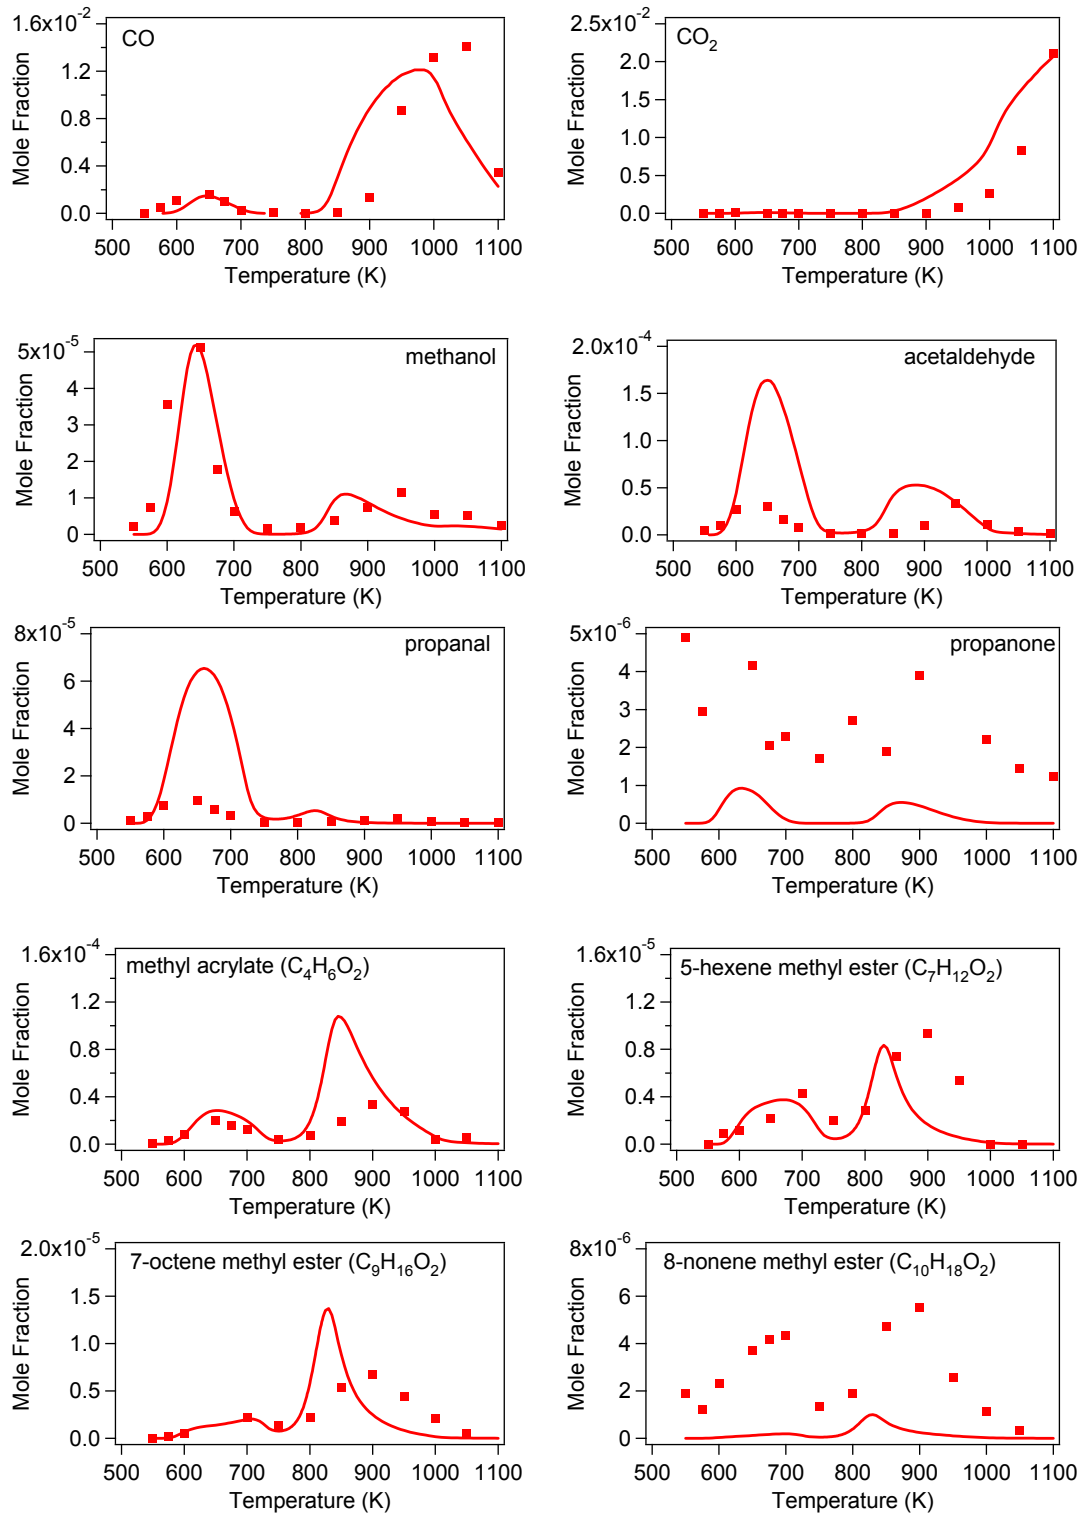 CO
Mole Fraction
1.6x10-2
1.2
0.8
0.4
0.0
500 600 700 800 900 1000 1100
Temperature (K)
CO2
Mole Fraction
2.5x10-2
2.0
1.5
1.0
0.5
0.0
500 600 700 800 900 1000 1100
Temperature (K)
methanol
Mole Fraction
5x10-5
4
3
2
1
0
500 600 700 800 900 1000 1100
Temperature (K)
acetaldehyde
Mole Fraction
2.0x10-4
1.5
1.0
0.5
0.0
500 600 700 800 900 1000 1100
Temperature (K)
propanal
Mole Fraction
8x10-5
6
4
2
0
500 600 700 800 900 1000 1100
Temperature (K)
propanone
Mole Fraction
5x10-6
4
3
2
1
0
500 600 700 800 900 1000 1100
Temperature (K)
methyl acrylate (C4H6O2)
Mole Fraction
1.6x10-4
1.2
0.8
0.4
0.0
500 600 700 800 900 1000 1100
Temperature (K)
5-hexene methyl ester (C7H12O2)
Mole Fraction
1.6x10-5
1.2
0.8
0.4
0.0
500 600 700 800 900 1000 1100
Temperature (K)
7-octene methyl ester (C9H16O2)
Mole Fraction
2.0x10-5
1.5
1.0
0.5
0.0
500 600 700 800 900 1000 1100
Temperature (K)
8-nonene methyl ester (C10H18O2)
Mole Fraction
8x10-6
6
4
2
0
500 600 700 800 900 1000 1100
Temperature (K)